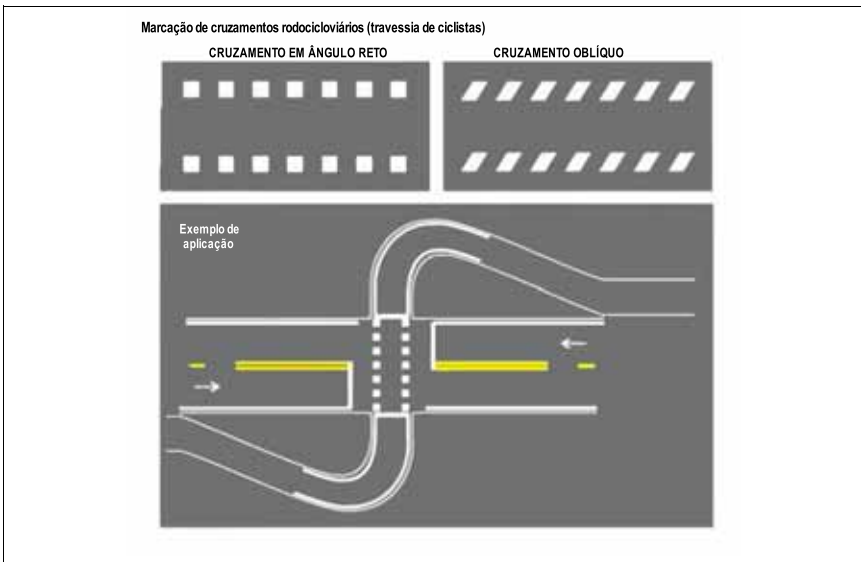 Marcação de cruzamentos rodocicloviários (travessia de ciclistas)
CRUZAMENTO EM ÂNGULO RETO
CRUZAMENTO OBLÍQUO
Exemplo de
aplicação